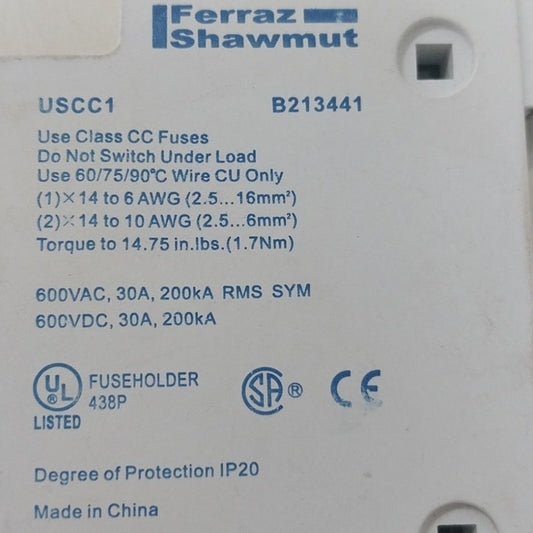 Ferraz
Shawmut
USCC1 B213441
Use Class CC Fuses
Do Not Switch Under Load
Use 60/75/90°C Wire CU Only
(1)×14 to 6 AWG (2.5...16mm²)
(2)×14 to 10 AWG (2.5...6mm²)
Torque to 14.75 in.lbs.(1.7Nm)
600VAC, 30A, 200kA RMS SYM
600VDC, 30A, 200kA
UL® FUSEHOLDER SA® CE
438P
LISTED
Degree of Protection IP20
Made in China